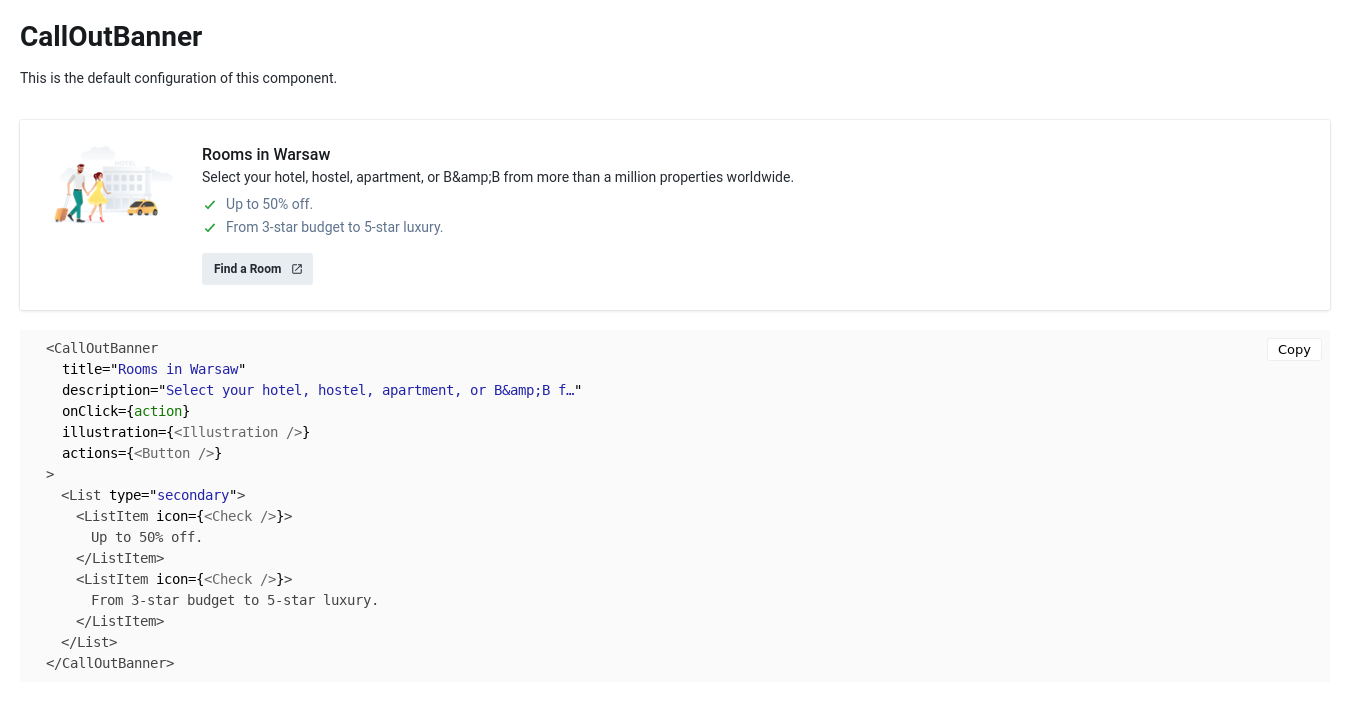 CallOutBanner
This is the default configuration of this component.
HOTEL
Rooms in Warsaw
Select your hotel, hostel, apartment, or B&amp;B from more than a million properties worldwide.
Up to 50% off.
From 3-star budget to 5-star luxury.
Find a Room
Copy
<CallOutBanner
title="Rooms in Warsaw"
description="Select your hotel, hostel, apartment, or B&amp;B f…"
onClick={action}
illustration={<Illustration />}
actions={<Button />}
>
<List type="secondary">
<ListItem icon={<Check />}>
Up to 50% off.
</ListItem>
<ListItem icon={<Check />}>
From 3-star budget to 5-star luxury.
</ListItem>
</List>
</CallOutBanner>